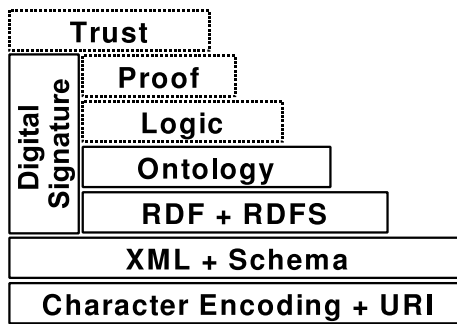 Trust
Digital
Signature
Proof
Logic
Ontology
RDF + RDFS
XML + Schema
Character Encoding + URI